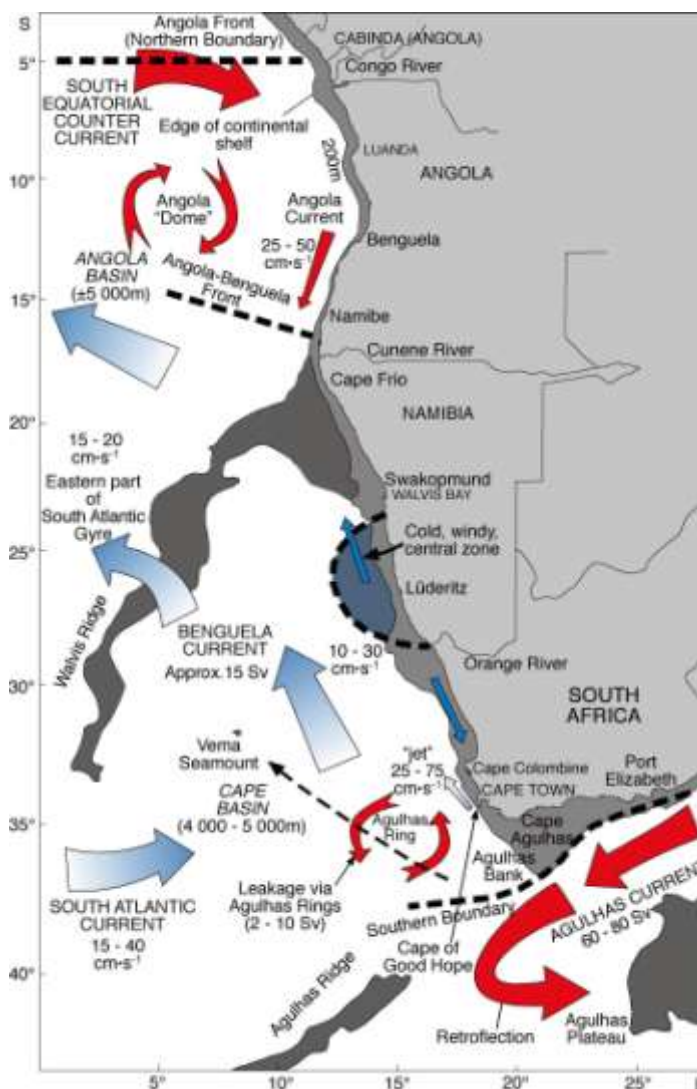 S
Angola Front
(Northern Boundary)
CABINDA (ANGOLA)
5°
Congo River
SOUTH
EQUATORIAL
COUNTER
CURRENT
Edge of continental
shelf
200m
LUANDA
10°
Angola
"Dome"
ANGOLA
Angola
Current
25 - 50
cm•s⁻¹
Benguela
ANGOLA
BASIN
(±5 000m)
Angola-Benguela
Front
15°
Namibe
Cunene River
Cape Frio
20°
NAMIBIA
15 - 20
cm•s⁻¹
Eastern part
of
South Atlantic
Gyre
Swakopmund
WALVIS BAY
Cold, windy,
central zone
25°
Lüderitz
Walvis Ridge
BENGUELA
CURRENT
Approx.15 Sv
10 - 30
cm•s⁻¹
Orange River
30°
SOUTH
AFRICA
Vema
Seamount
"jet"
25 - 75
cm•s⁻¹
Cape Colombine
CAPE TOWN
Port
Elizabeth
CAPE
BASIN
(4 000 - 5 000m)
35°
Agulhas
Ring
Cape
Agulhas
Agulhas
Bank
Leakage via
Agulhas Rings
(2 - 10 Sv)
SOUTH ATLANTIC
CURRENT
15 - 40
cm•s⁻¹
Southern Boundary
AGULHAS CURRENT
60 - 80 Sv
Cape of
Good Hope
40°
Agulhas Ridge
Retroflection
Agulhas
Plateau
5°
10°
15°
20°
25°
E